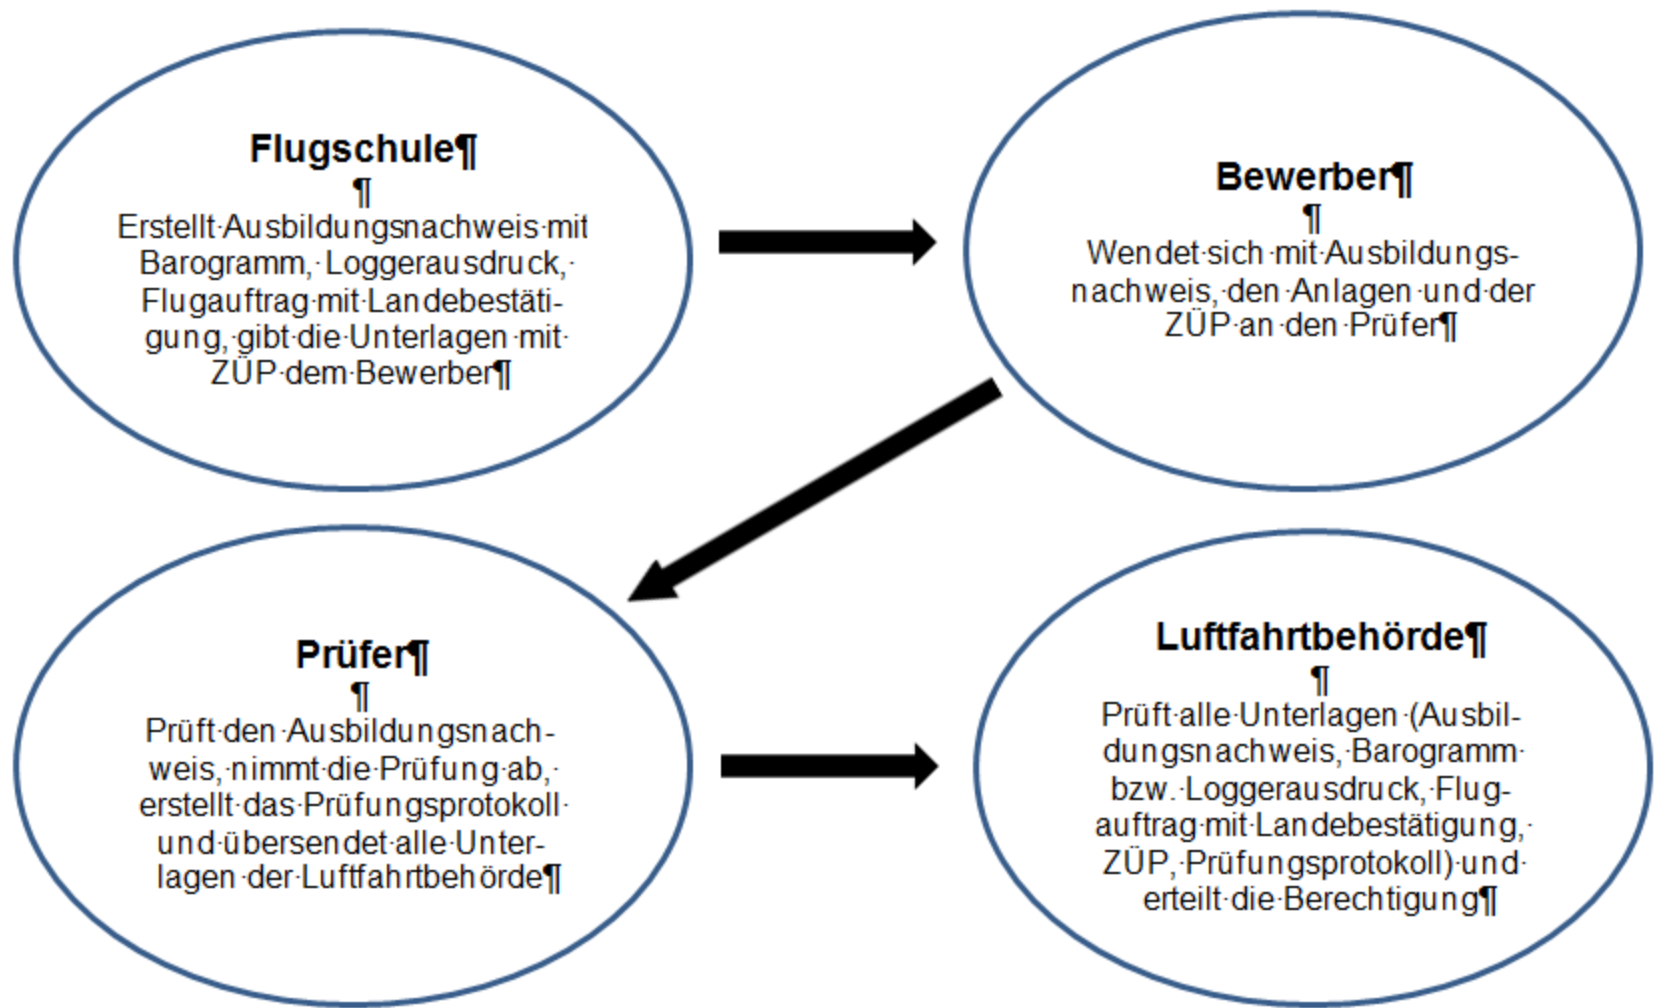 Flugschule¶
¶
Erstellt·Ausbildungsnachweis·mit
Barogramm,·Loggerausdruck,·
Flugauftrag·mit·Landebestäti-
gung,·gibt·die·Unterlagen·mit·
ZÜP·dem·Bewerber¶
Bewerber¶
¶
Wendet·sich·mit·Ausbildungs-
nachweis,·den·Anlagen·und·der
ZÜP·an·den·Prüfer¶
Prüfer¶
¶
Prüft·den·Ausbildungsnach-
weis,·nimmt·die·Prüfung·ab,·
erstellt·das·Prüfungsprotokoll·
und·übersendet·alle·Unter-
lagen·der·Luftfahrtbehörde¶
Luftfahrtbehörde¶
¶
Prüft·alle·Unterlagen·(Ausbil-
dungsnachweis,·Barogramm·
bzw.·Loggerausdruck,·Flug-
auftrag·mit·Landebestätigung,·
ZÜP,·Prüfungsprotokoll)·und·
erteilt·die·Berechtigung¶